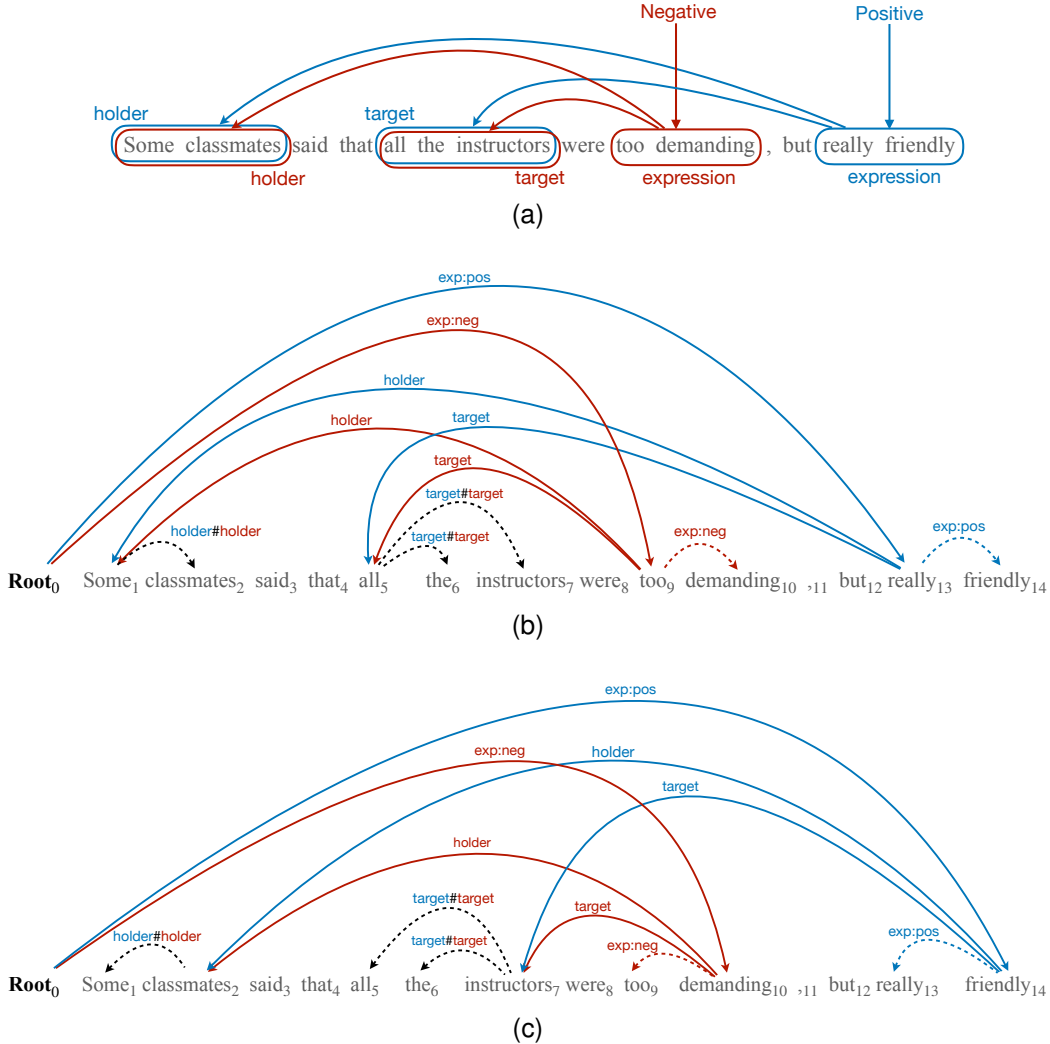 Negative Positive
holder target
Some classmates said that all the instructors were too demanding , but really friendly
holder target expression expression
(a)
exp:pos
exp:neg
holder
holder target
target
target#target
holder#holder
target#target exp:neg exp:pos
Root0 Some1 classmates2 said3 that4 all5 the6 instructors7 were8 too9 demanding10 ,11 but12 really13 friendly14
(b)
exp:pos
exp:neg holder
target
holder
target#target
target
holder#holder target#target exp:neg exp:pos
Root0 Some1 classmates2 said3 that4 all5 the6 instructors7 were8 too9 demanding10 ,11 but12 really13 friendly14
(c)